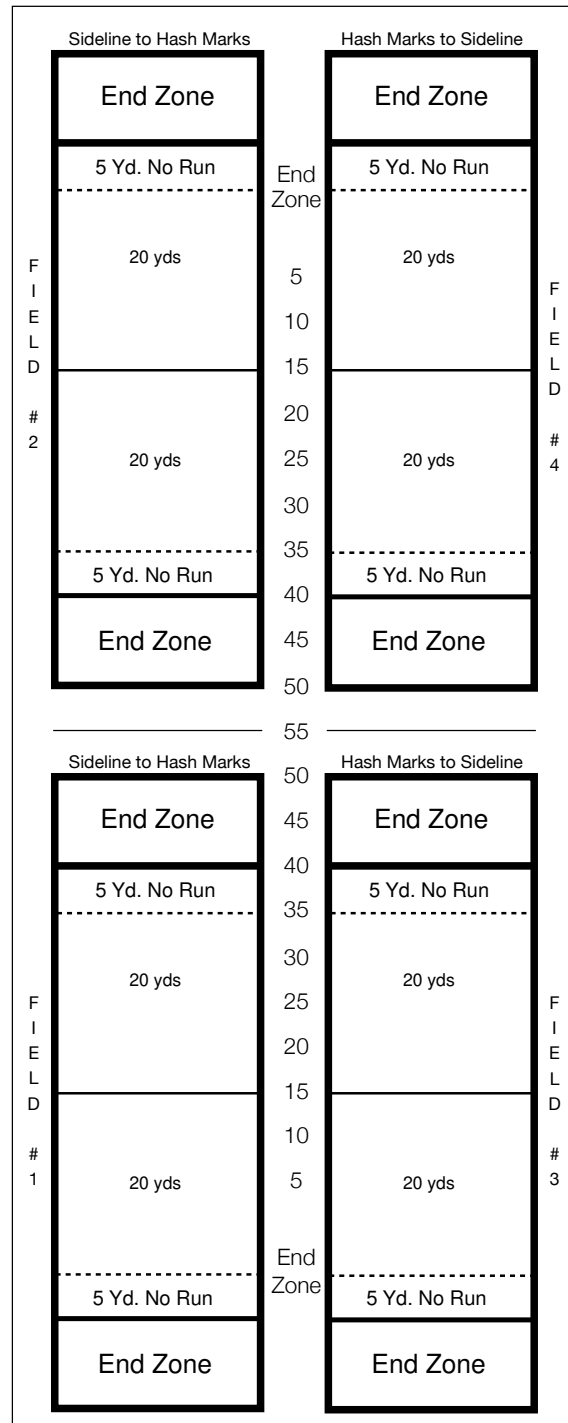 Sideline to Hash Marks
Hash Marks to Sideline
End Zone
End Zone
5 Yd. No Run
End
Zone
5 Yd. No Run
20 yds
20 yds
5
10
15
20
25
30
35
40
45
50
20 yds
20 yds
5 Yd. No Run
5 Yd. No Run
End Zone
End Zone
FIELD #2
FIELD #4
55
Sideline to Hash Marks
Hash Marks to Sideline
50
45
40
35
30
25
20
15
10
5
End
Zone
End Zone
End Zone
5 Yd. No Run
5 Yd. No Run
20 yds
20 yds
20 yds
20 yds
5 Yd. No Run
5 Yd. No Run
End Zone
End Zone
FIELD #1
FIELD #3